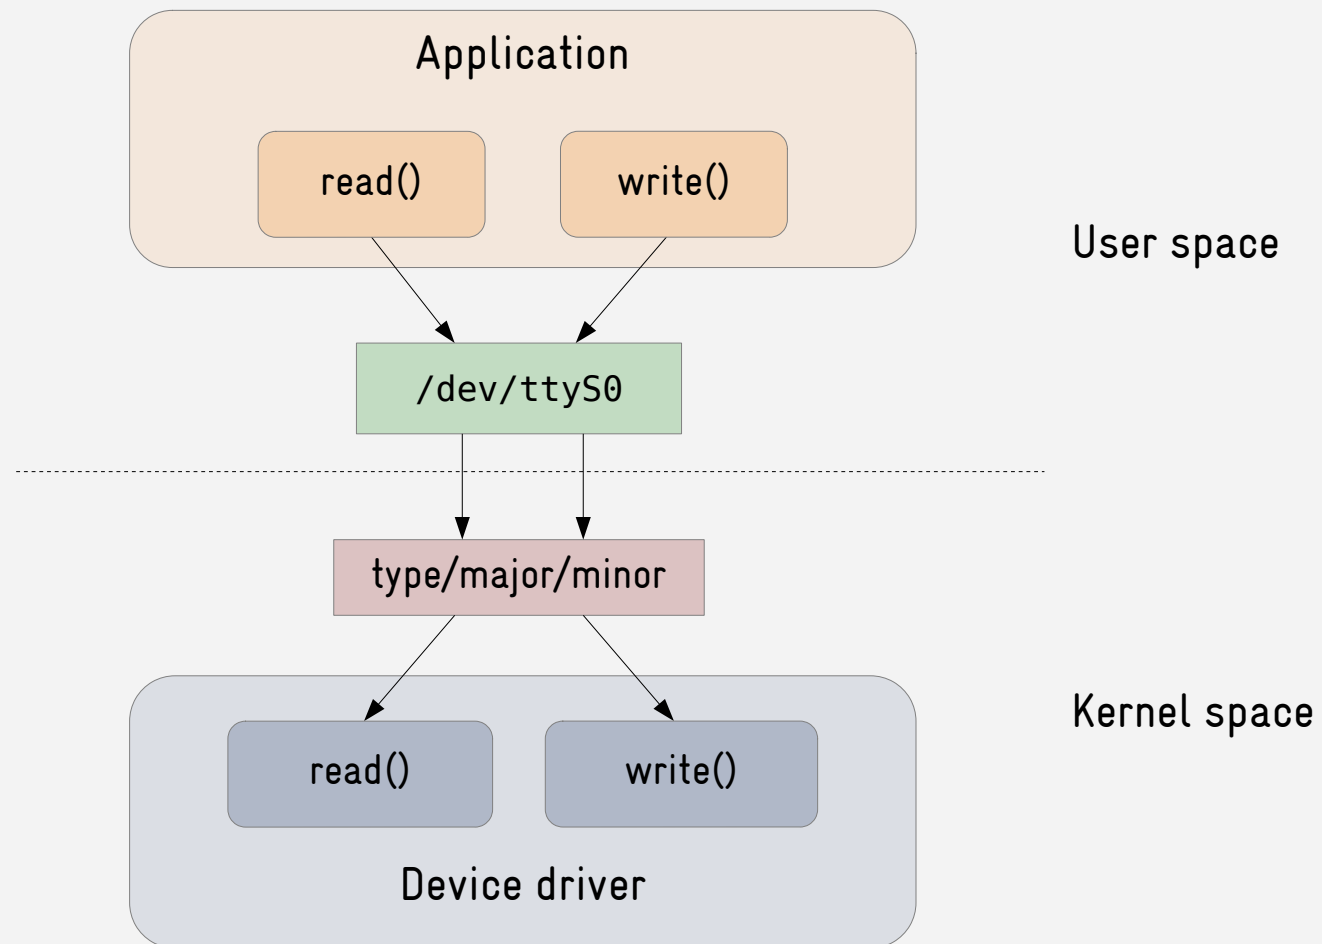 Application
read()
write()
User space
/dev/ttyS0
type/major/minor
Kernel space
read()
write()
Device driver